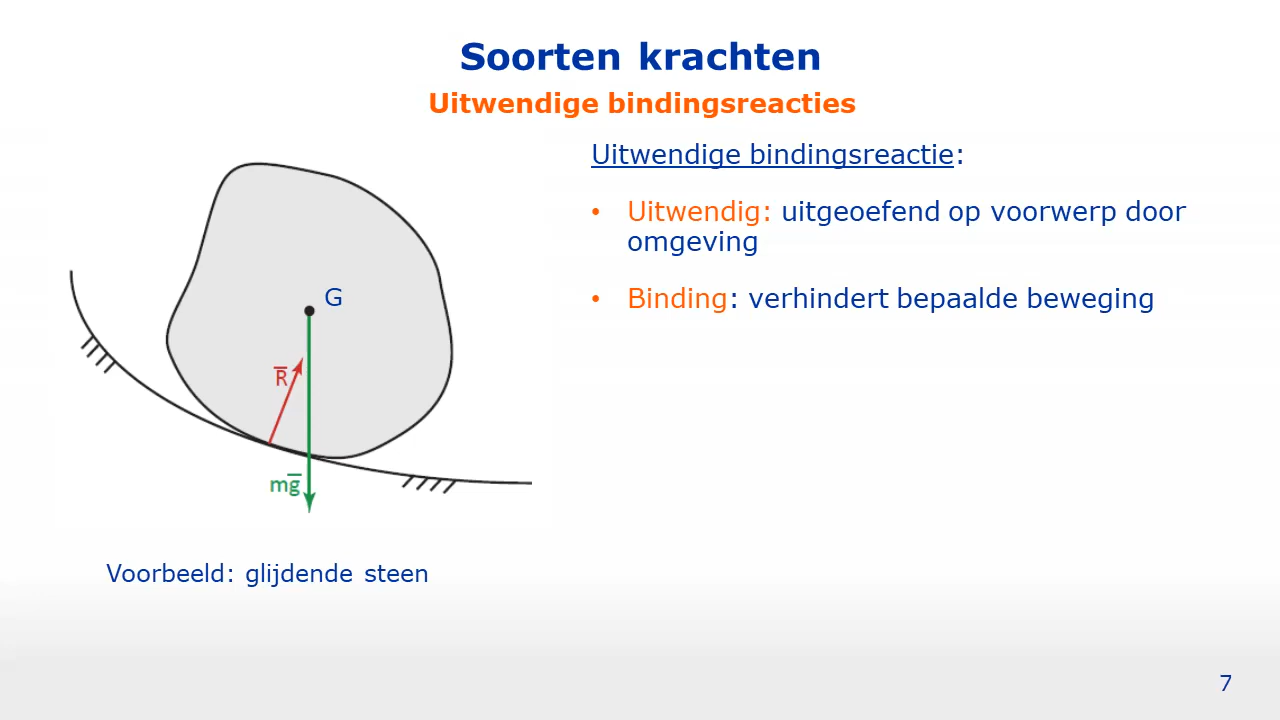 Soorten krachten
Uitwendige bindingsreacties
Uitwendige bindingsreactie:
• Uitwendig: uitgeoefend op voorwerp door
omgeving
• Binding: verhindert bepaalde beweging
G
R̅
mg̅
Voorbeeld: glijdende steen
7